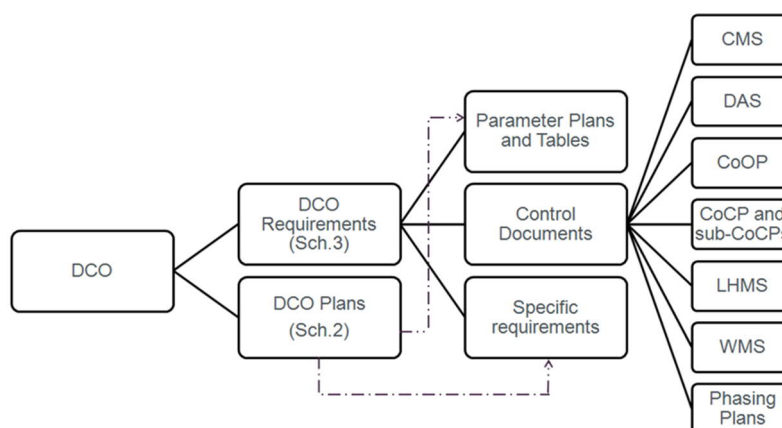 DCO
DCO
Requirements
(Sch.3)
DCO Plans
(Sch.2)
Parameter Plans
and Tables
Control
Documents
Specific
requirements
CMS
DAS
CoOP
CoCP and
sub-CoCPs
LHMS
WMS
Phasing
Plans